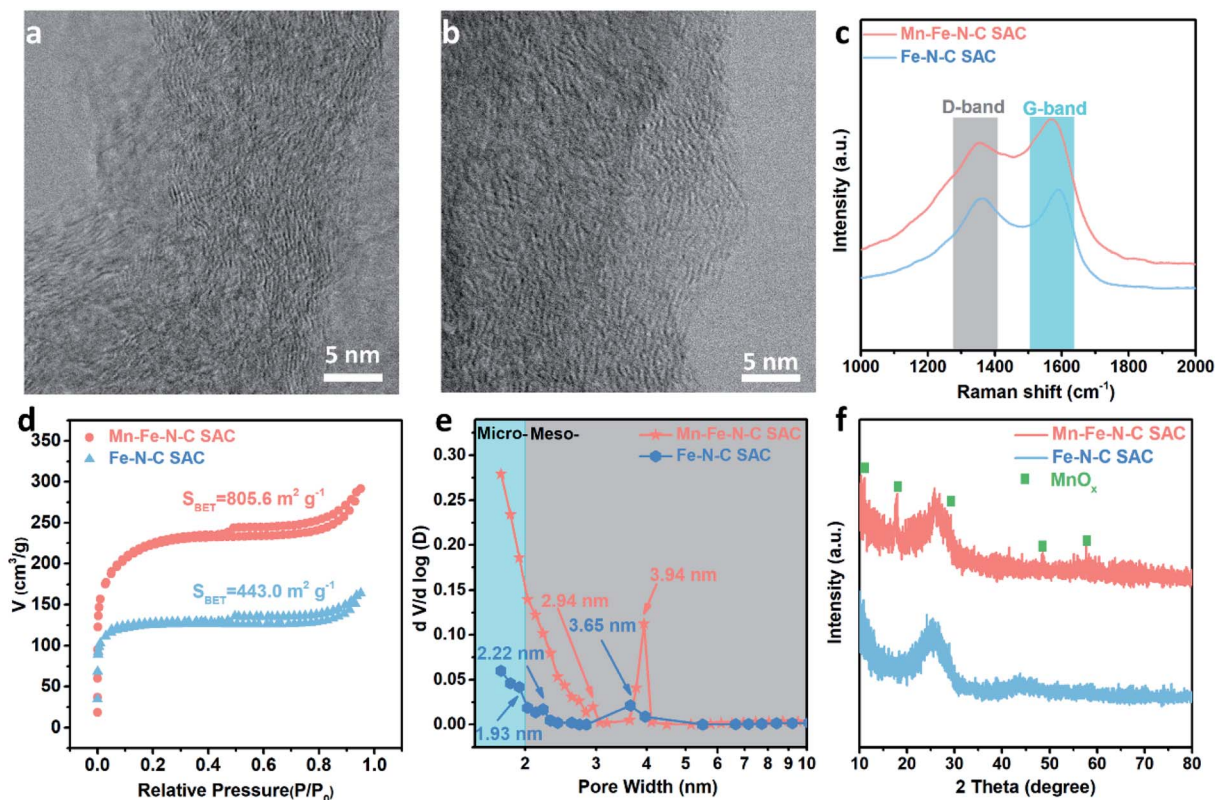 a
5 nm
b
5 nm
c
Mn-Fe-N-C SAC
Fe-N-C SAC
D-band
G-band
Intensity (a.u.)
1000 1200 1400 1600 1800 2000
Raman shift (cm⁻¹)
d
Mn-Fe-N-C SAC
Fe-N-C SAC
S_BET=805.6 m² g⁻¹
S_BET=443.0 m² g⁻¹
350
300
250
200
150
100
50
0
V (cm³/g)
0.0 0.2 0.4 0.6 0.8 1.0
Relative Pressure(P/P₀)
e
Micro- Meso-
Mn-Fe-N-C SAC
Fe-N-C SAC
3.94 nm
2.94 nm
3.65 nm
2.22 nm
1.93 nm
0.30
0.25
0.20
0.15
0.10
0.05
0.00
d V/d log (D)
2 3 4 5 6 7 8 9 10
Pore Width (nm)
f
Mn-Fe-N-C SAC
Fe-N-C SAC
MnOₓ
Intensity (a.u.)
10 20 30 40 50 60 70 80
2 Theta (degree)